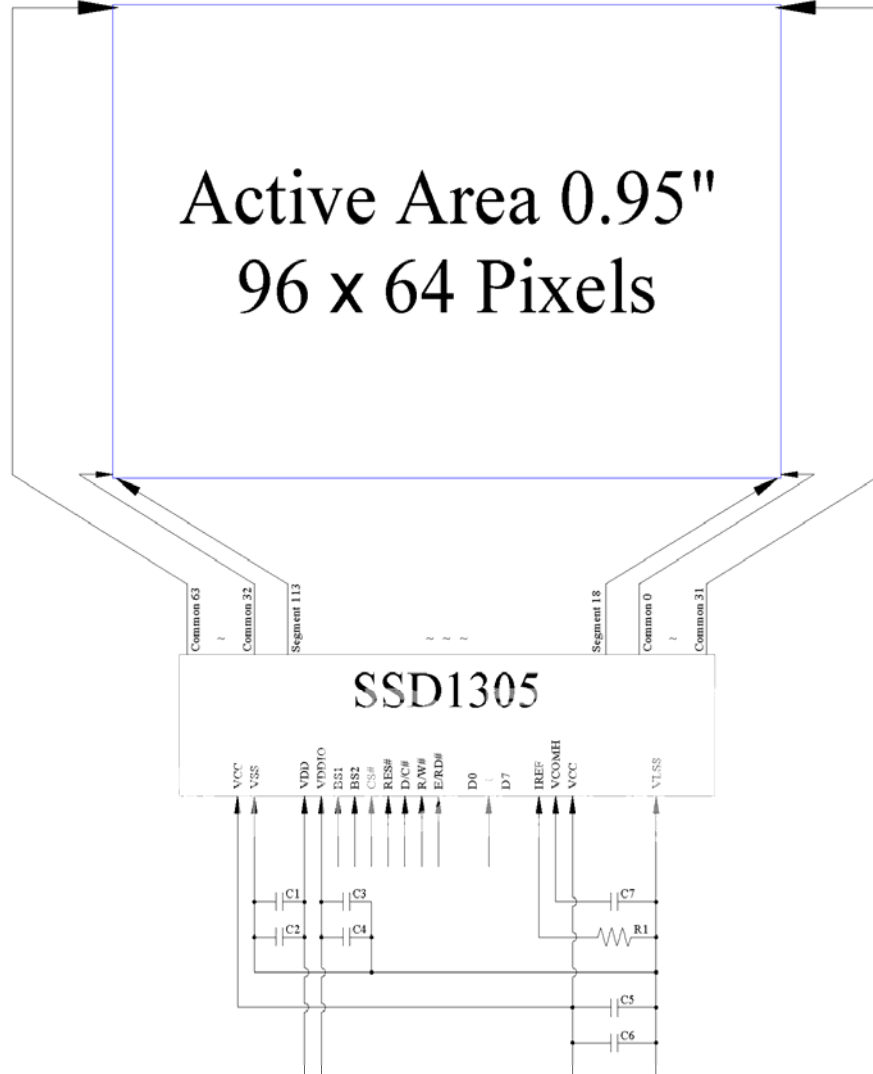 Active Area 0.95"
96 x 64 Pixels
Common 63
~
Common 32
Segment 113
~ ~ ~
Segment 18
Common 0
~
Common 31
SSD1305
VCC
VSS
VDD
VDDIO
BS1
BS2
CS#
RES#
D/C#
R/W#
E/RD#
D0
~
D7
IREF
VCOMH
VCC
VLSS
C1
C3
C7
C2
C4
R1
C5
C6